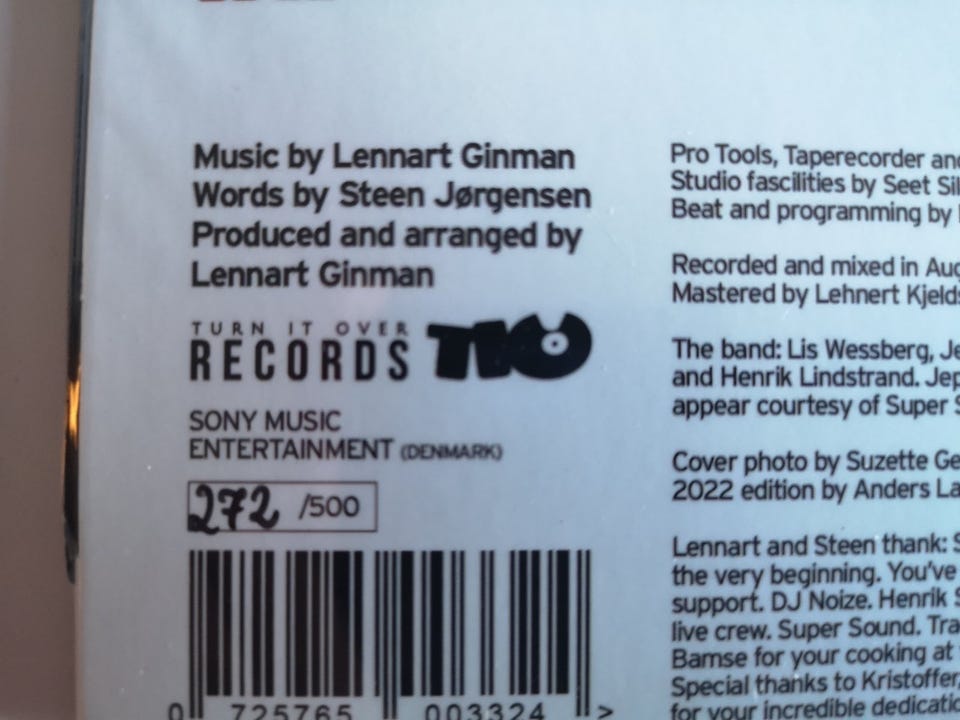 Music by Lennart Ginman
Words by Steen Jørgensen
Produced and arranged by
Lennart Ginman
TURN IT OVER
RECORDS TIO
SONY MUSIC
ENTERTAINMENT (DENMARK)
272 /500
0 725765 003324 >
Pro Tools, Taperecorder and
Studio fascilities by Seet
Beat and programming by
Recorded and mixed in
Mastered by Lehnert
The band: Lis Wessberg,
and Henrik Lindstrand.
appear courtesy of Super
Cover photo by Suzette
2022 edition by Anders
Lennart and Steen thank:
the very beginning. You've
support. DJ Noize. Henrik
live crew. Super Sound.
Bamse for your cooking at
Special thanks to Kristoffer,
for your incredible